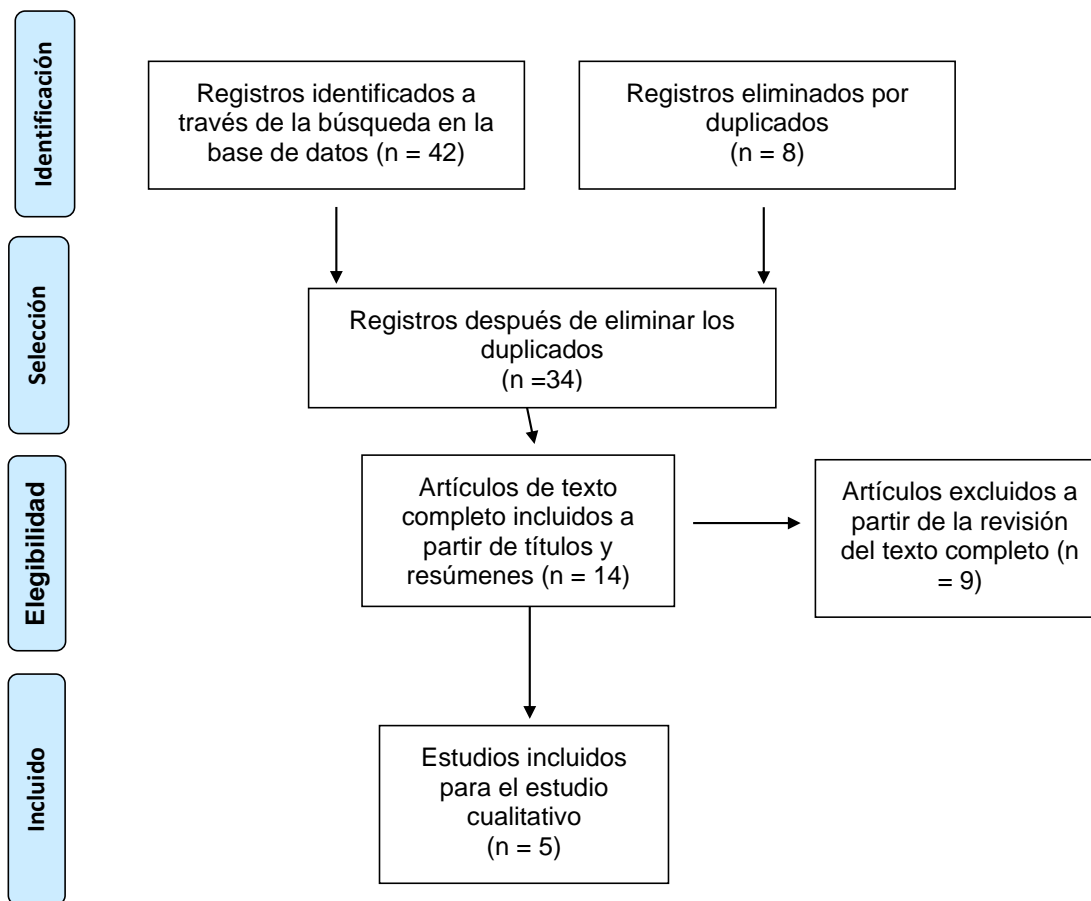 Identificación
Registros identificados a
través de la búsqueda en la
base de datos (n = 42)
Registros eliminados por
duplicados
(n = 8)
Selección
Registros después de eliminar los
duplicados
(n =34)
Elegibilidad
Artículos de texto
completo incluidos a
partir de títulos y
resúmenes (n = 14)
Artículos excluidos a
partir de la revisión
del texto completo (n
= 9)
Incluido
Estudios incluidos
para el estudio
cualitativo
(n = 5)